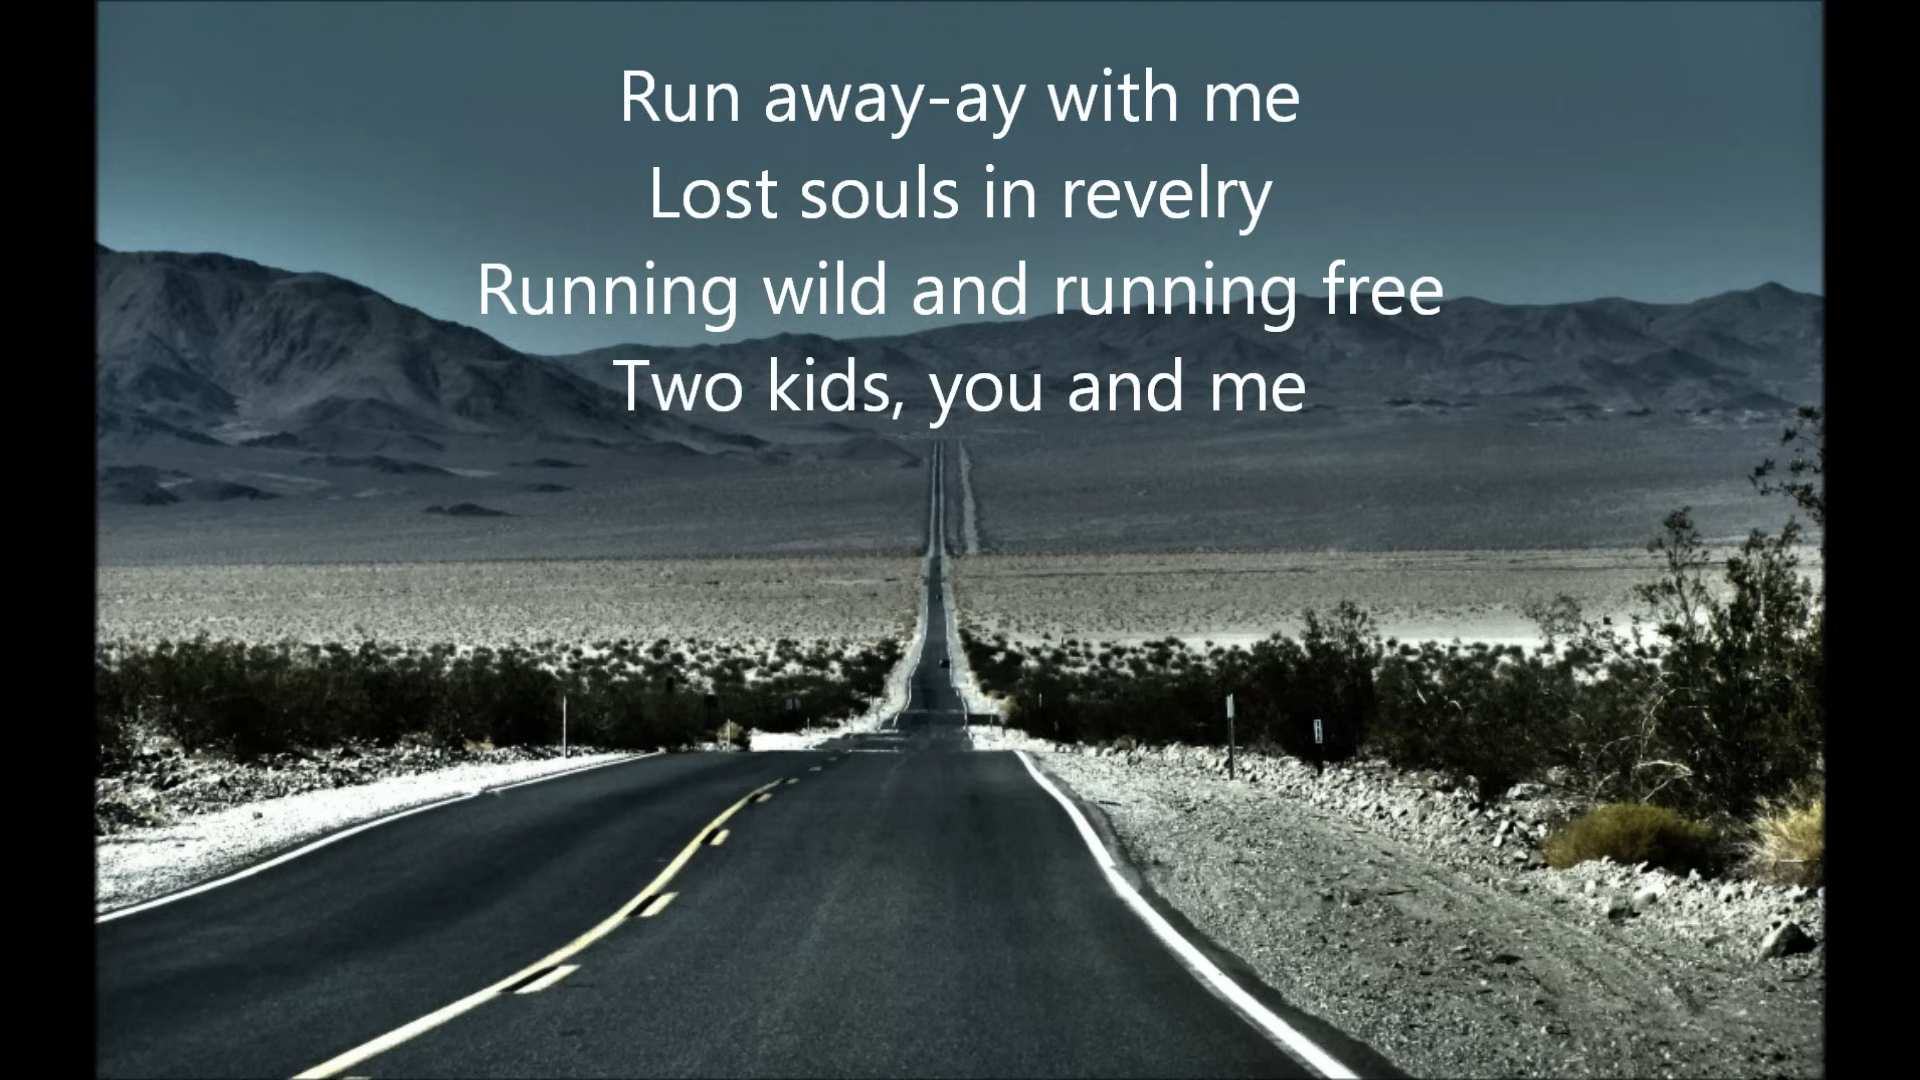 Run away-ay with me
Lost souls in revelry
Running wild and running free
Two kids, you and me